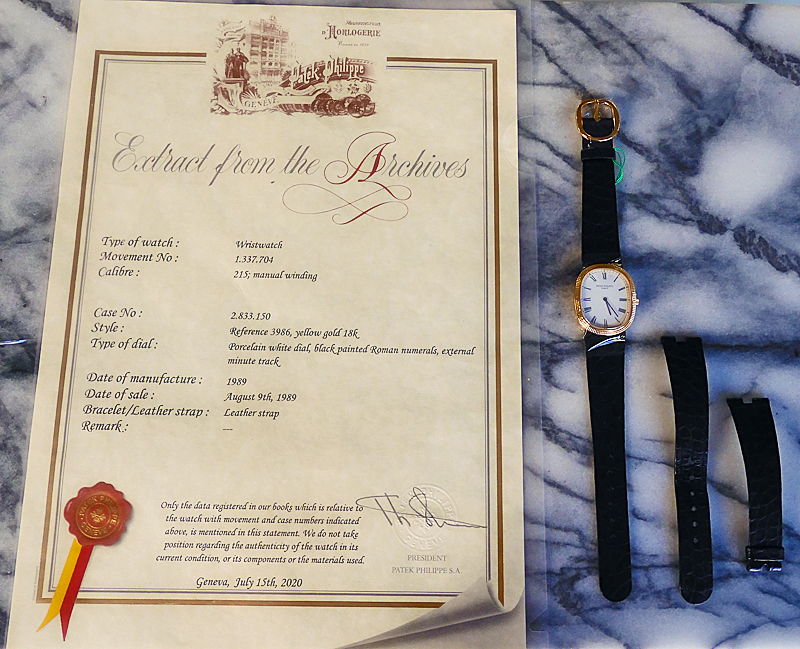 D'HORLOGERIE
Patek Philippe
GENEVE
Extract from the Archives
Type of watch : Wristwatch
Movement No : 1.337.704
Calibre : 215; manual winding
Case No : 2.833.150
Style : Reference 3986, yellow gold 18k
Type of dial : Porcelain white dial, black painted Roman numerals, external
minute track
Date of manufacture : 1989
Date of sale : August 9th, 1989
Bracelet/Leather strap : Leather strap
Remark : —
Only the data registered in our books which is relative to
the watch with movement and case numbers indicated
above, is mentioned in this statement. We do not take
position regarding the authenticity of the watch in its
current condition, or its components or the materials used.
Geneva, July 15th, 2020
PRESIDENT
PATEK PHILIPPE S.A.